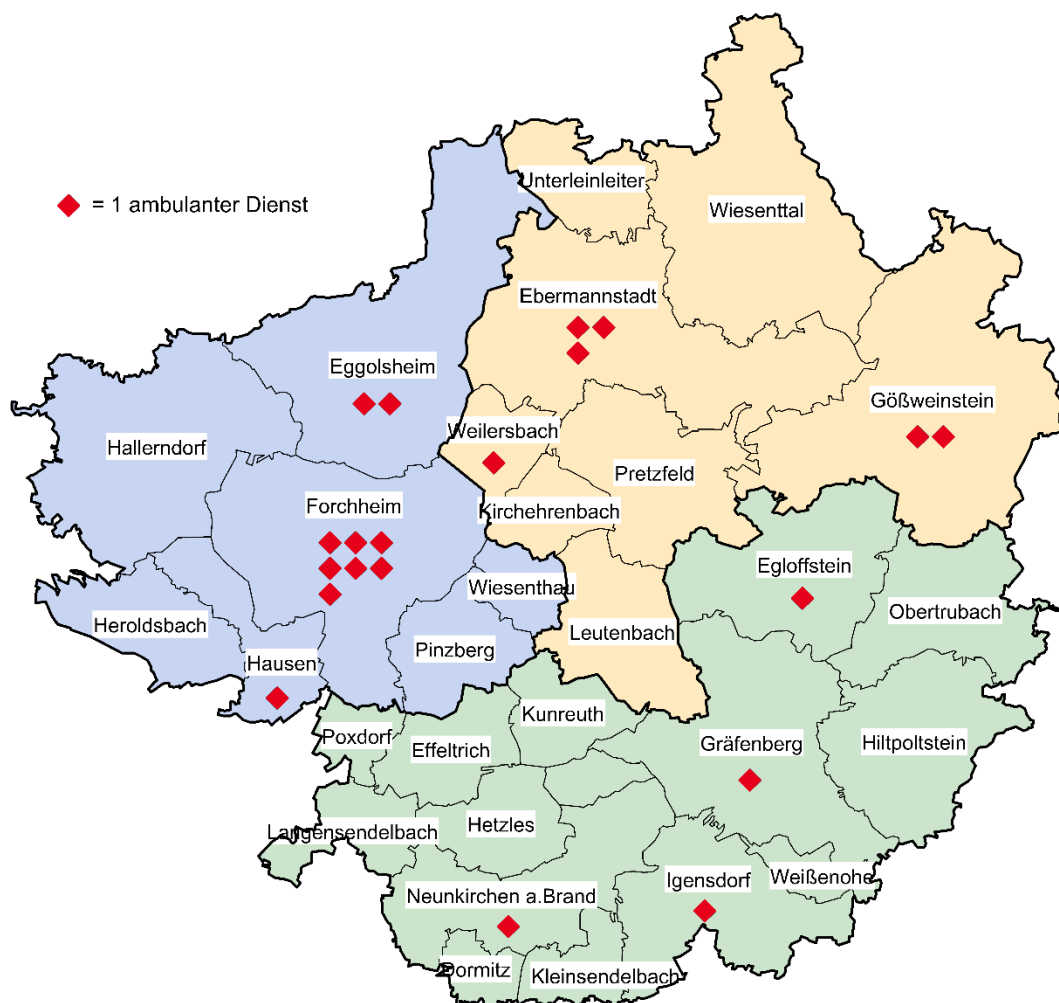 Unterleinleiter
Wiesenttal
= 1 ambulanter Dienst
Ebermannstadt
Eggolsheim
Gößweinstein
Weilersbach
Hallerndorf
Pretzfeld
Forchheim
Kirchehrenbach
Egloffstein
Wiesenthau
Obertrubach
Heroldsbach
Leutenbach
Pinzberg
Hausen
Kunreuth
Poxdorf
Effeltrich
Gräfenberg
Hiltpoltstein
Hetzles
Langensendelbach
Weißenohe
Igensdorf
Neunkirchen a.Brand
Dormitz
Kleinsendelbach